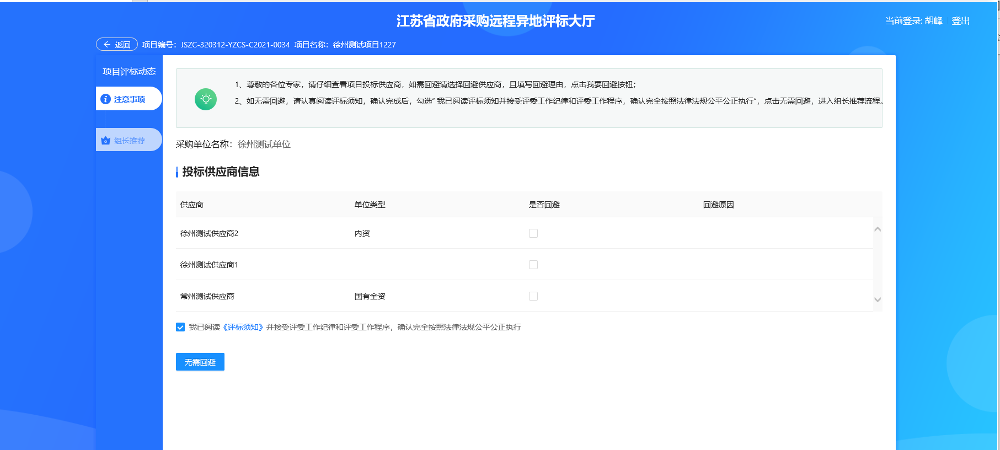 江苏省政府采购远程异地评标大厅
当前登录: 胡峰 登出
返回 项目编号：JSZC-320312-YZCS-C2021-0034 项目名称：徐州测试项目1227
项目评标动态
注意事项
组长推荐
1、尊敬的各位专家，请仔细查看项目投标供应商，如需回避请选择回避供应商，且填写回避理由，点击我要回避按钮；
2、如无需回避，请认真阅读评标须知，确认完成后，勾选“ 我已阅读评标须知并接受评委工作纪律和评委工作程序，确认完全按照法律法规公平公正执行”，点击无需回避，进入组长推荐流程。
采购单位名称：徐州测试单位
投标供应商信息
供应商 单位类型 是否回避 回避原因
徐州测试供应商2 内资
徐州测试供应商1
常州测试供应商 国有全资
我已阅读《评标须知》并接受评委工作纪律和评委工作程序，确认完全按照法律法规公平公正执行
无需回避